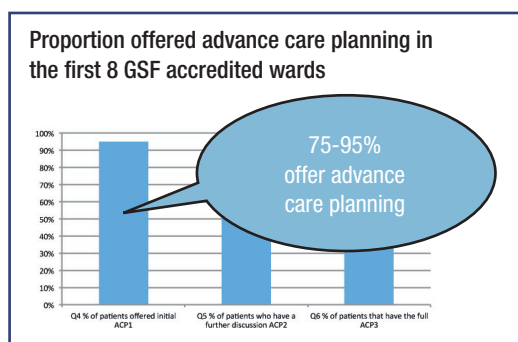 Proportion offered advance care planning in
the first 8 GSF accredited wards
75-95%
offer advance
care planning
100%
90%
80%
70%
60%
50%
40%
30%
20%
10%
0%
Q4 % of patients offered initial
ACP1
Q5 % of patients who have a
further discussion ACP2
Q6 % of patients that have the full
ACP3